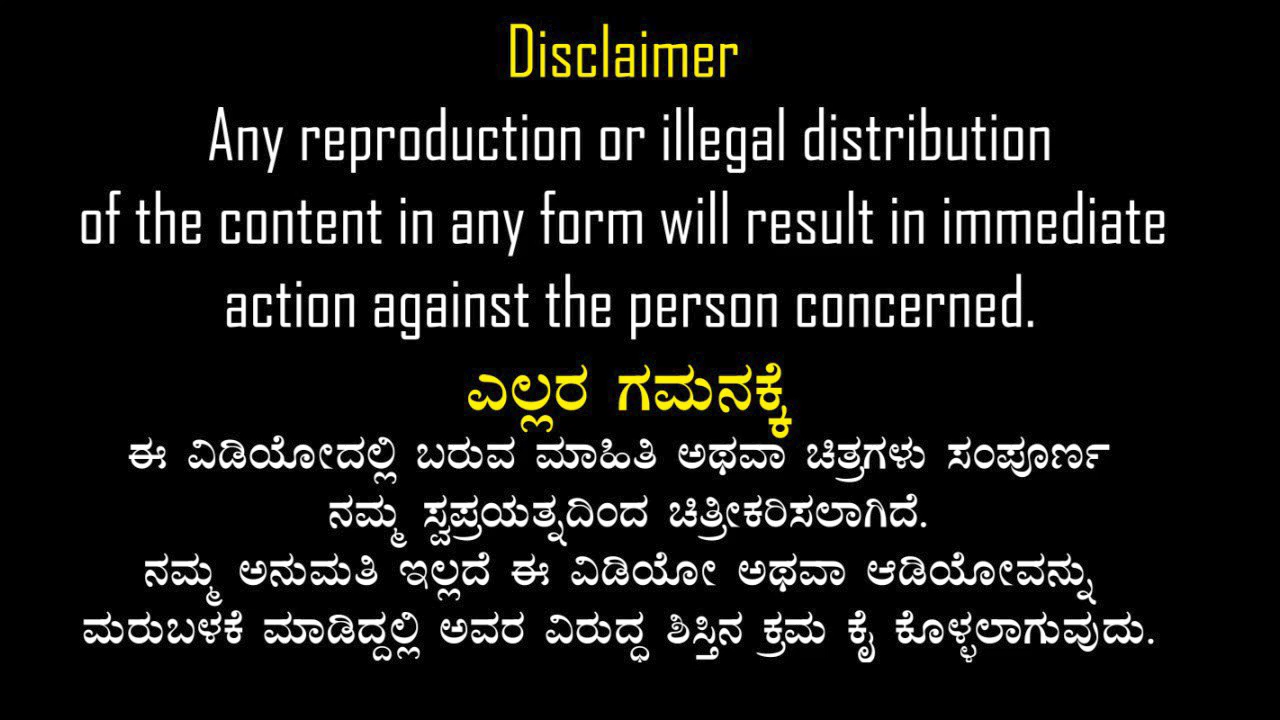 Disclaimer
Any reproduction or illegal distribution
of the content in any form will result in immediate
action against the person concerned.
ಎಲ್ಲರ ಗಮನಕ್ಕೆ
ಈ ವಿಡಿಯೋದಲ್ಲಿ ಬರುವ ಮಾಹಿತಿ ಅಥವಾ ಚಿತ್ರಗಳು ಸಂಪೂರ್ಣ
ನಮ್ಮ ಸ್ವಪ್ರಯತ್ನದಿಂದ ಚಿತ್ರೀಕರಿಸಲಾಗಿದೆ.
ನಮ್ಮ ಅನುಮತಿ ಇಲ್ಲದೆ ಈ ವಿಡಿಯೋ ಅಥವಾ ಆಡಿಯೋವನ್ನು
ಮರುಬಳಕೆ ಮಾಡಿದ್ದಲ್ಲಿ ಅವರ ವಿರುದ್ಧ ಶಿಸ್ತಿನ ಕ್ರಮ ಕೈ ಕೊಳ್ಳಲಾಗುವುದು.